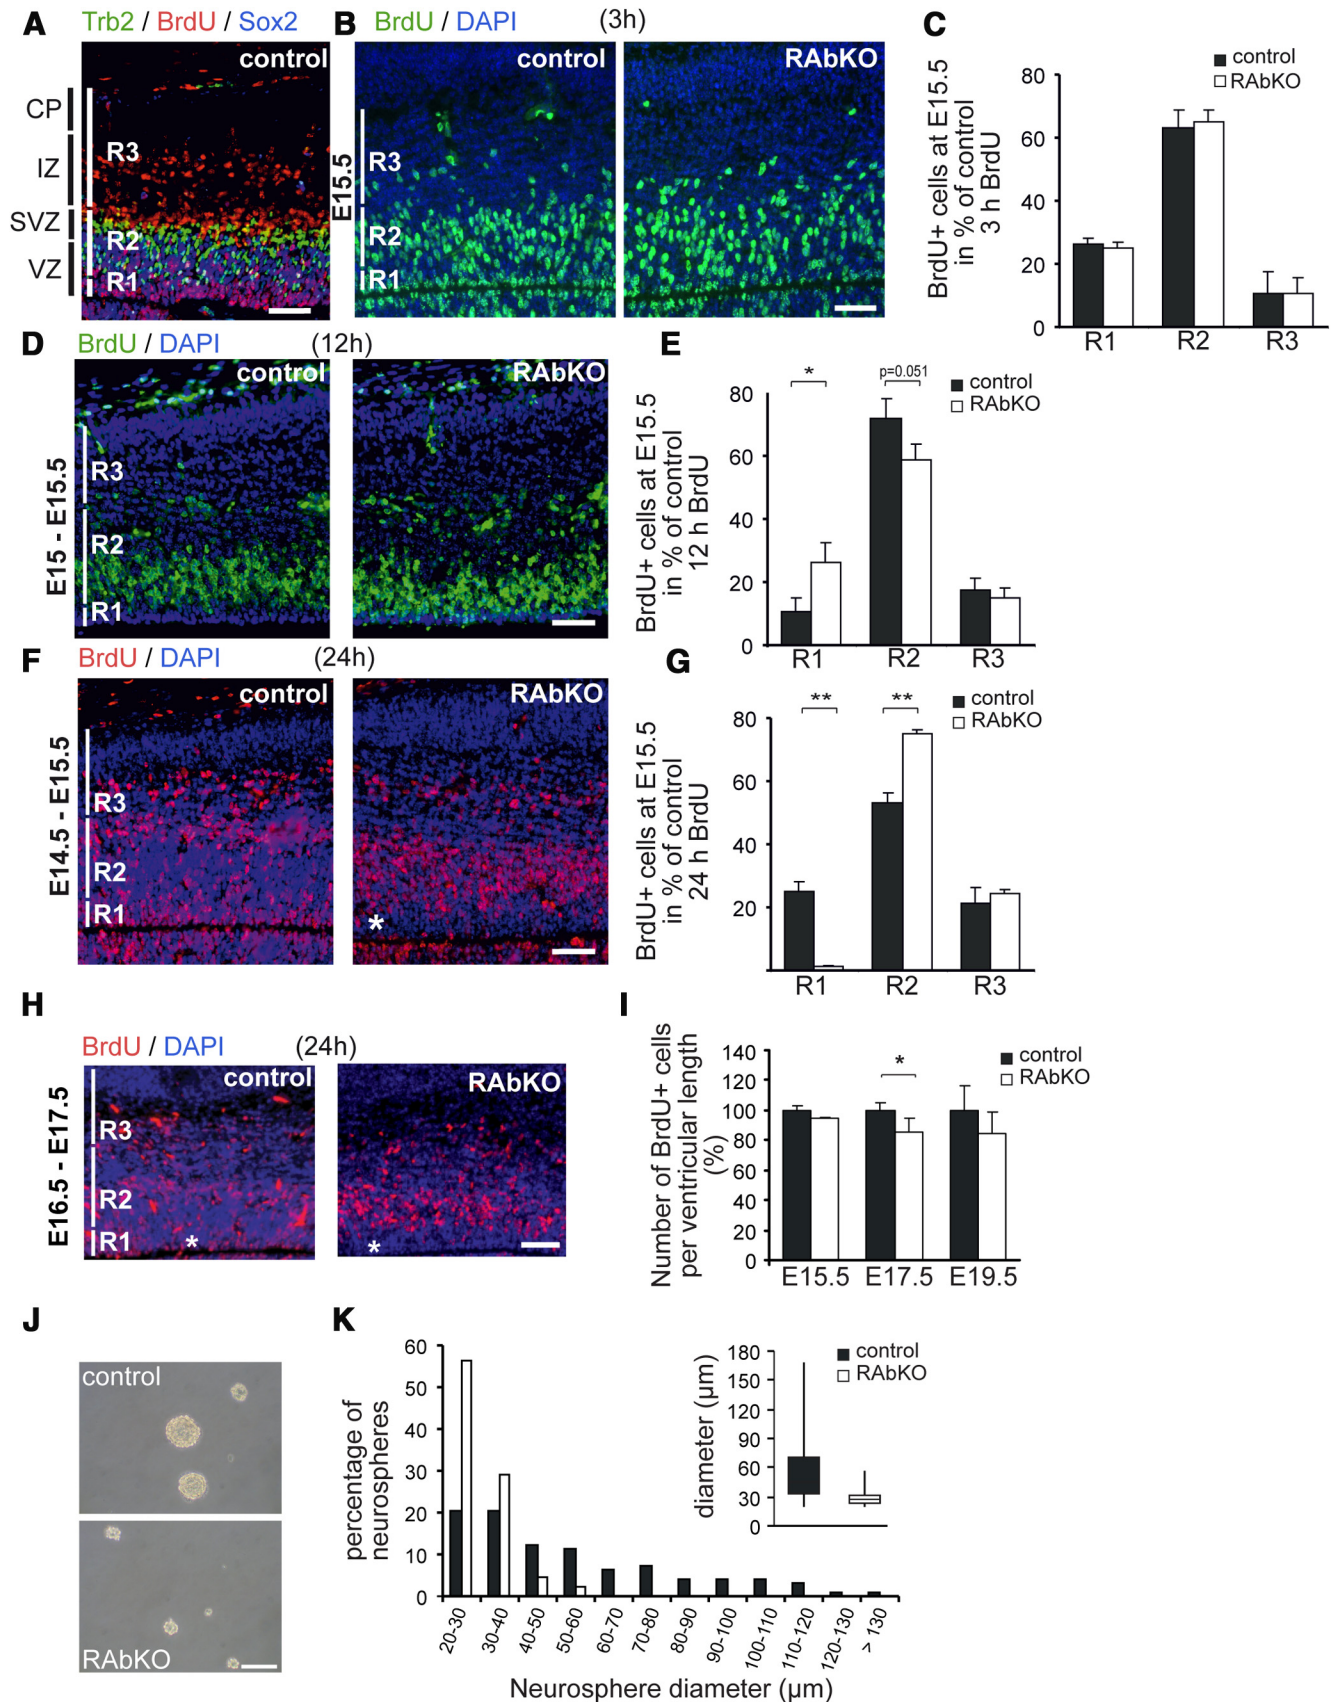 A
Trb2 / BrdU / Sox2
control
CP
IZ
SVZ
VZ
R3
R2
R1
B
BrdU / DAPI
(3h)
control
RAbKO
E15.5
R3
R2
R1
C
control
RAbKO
BrdU+ cells at E15.5
in % of control
3 h BrdU
80
60
40
20
0
R1 R2 R3
D
BrdU / DAPI
(12h)
control
RAbKO
E15 - E15.5
R3
R2
R1
E
* p=0.051
control
RAbKO
BrdU+ cells at E15.5
in % of control
12 h BrdU
80
60
40
20
0
R1 R2 R3
F
BrdU / DAPI
(24h)
control
RAbKO
E14.5 - E15.5
R3
R2
R1
*
G
** **
control
RAbKO
BrdU+ cells at E15.5
in % of control
24 h BrdU
80
60
40
20
R1 R2 R3
H
BrdU / DAPI
(24h)
control
RAbKO
E16.5 - E17.5
R3
R2
R1
*
*
I
*
control
RAbKO
Number of BrdU+ cells
per ventricular length
(%)
140
120
100
80
60
40
20
0
E15.5 E17.5 E19.5
J
control
RAbKO
K
percentage of
neurospheres
60
50
40
30
20
10
0
20-30
30-40
40-50
50-60
60-70
70-80
80-90
90-100
100-110
110-120
120-130
> 130
Neurosphere diameter (µm)
control
RAbKO
diameter (µm)
180
150
120
90
60
30
0